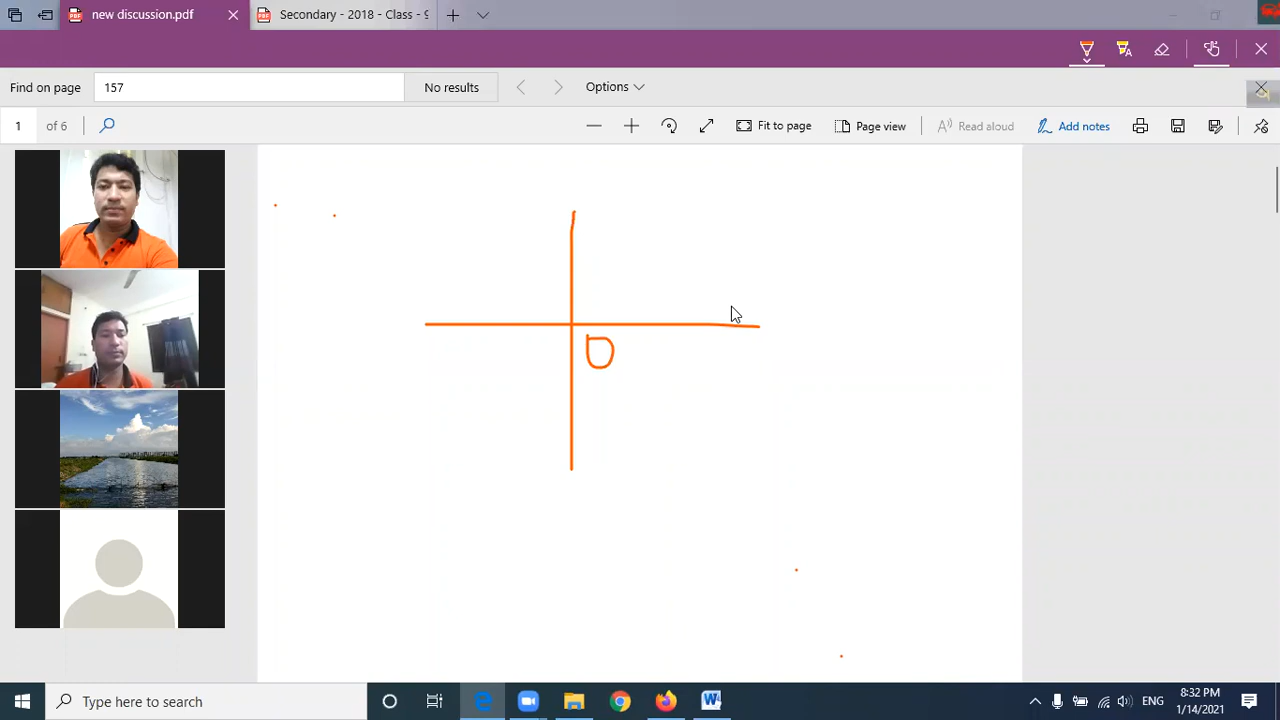 new discussion.pdf
Secondary - 2018 - Class - 9
Find on page 157 No results Options
1 of 6 Fit to page Page view Read aloud Add notes
Type here to search ENG 8:32 PM
1/14/2021